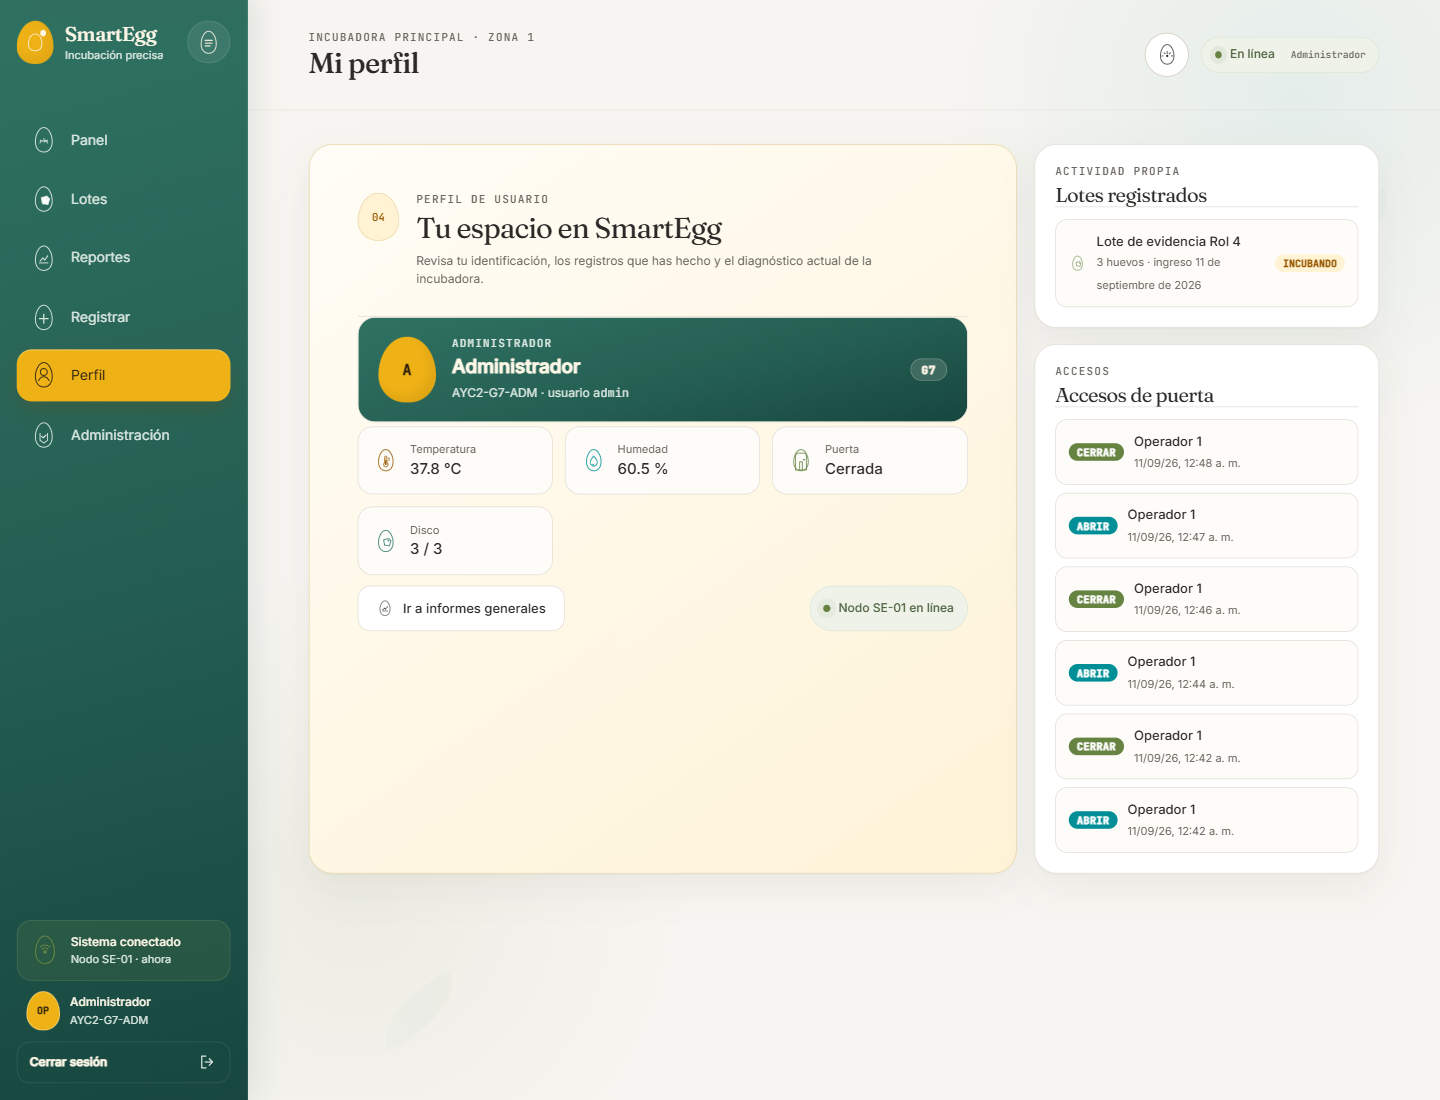 SmartEgg
Incubación precisa
Panel
Lotes
Reportes
Registrar
Perfil
Administración
Sistema conectado
Nodo SE-01 · ahora
OP
Administrador
AYC2-G7-ADM
Cerrar sesión
INCUBADORA PRINCIPAL · ZONA 1
Mi perfil
En línea
Administrador
04
PERFIL DE USUARIO
Tu espacio en SmartEgg
Revisa tu identificación, los registros que has hecho y el diagnóstico actual de la
incubadora.
A
ADMINISTRADOR
Administrador
AYC2-G7-ADM · usuario admin
G7
Temperatura
37.8 °C
Humedad
60.5 %
Puerta
Cerrada
Disco
3 / 3
Ir a informes generales
Nodo SE-01 en línea
ACTIVIDAD PROPIA
Lotes registrados
Lote de evidencia Rol 4
3 huevos · ingreso 11 de
septiembre de 2026
INCUBANDO
ACCESOS
Accesos de puerta
CERRAR
Operador 1
11/09/26, 12:48 a. m.
ABRIR
Operador 1
11/09/26, 12:47 a. m.
CERRAR
Operador 1
11/09/26, 12:46 a. m.
ABRIR
Operador 1
11/09/26, 12:44 a. m.
CERRAR
Operador 1
11/09/26, 12:42 a. m.
ABRIR
Operador 1
11/09/26, 12:42 a. m.